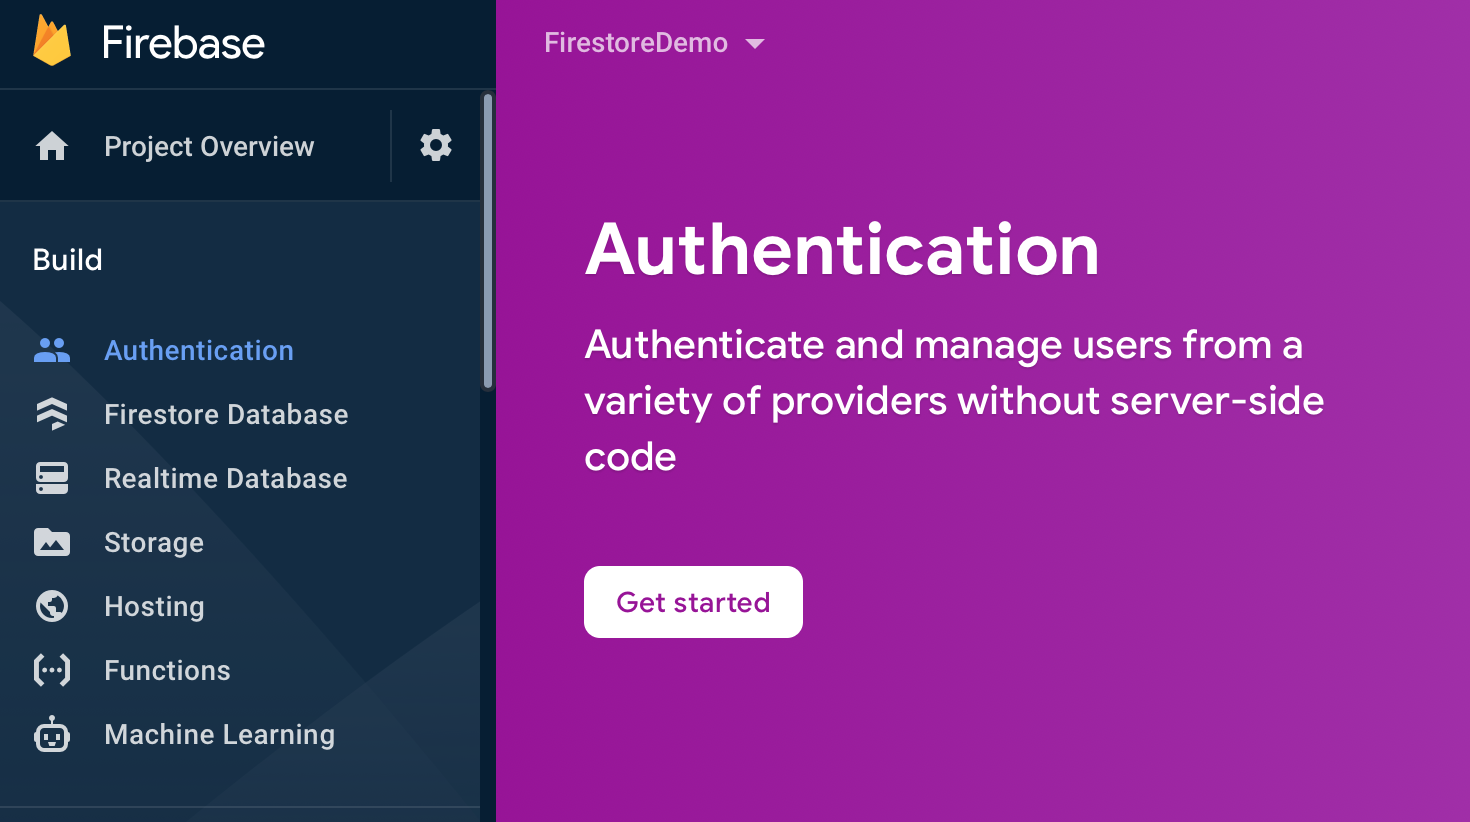 Firebase
Project Overview
Build
Authentication
Firestore Database
Realtime Database
Storage
Hosting
Functions
Machine Learning
FirestoreDemo
Authentication
Authenticate and manage users from a
variety of providers without server-side
code
Get started